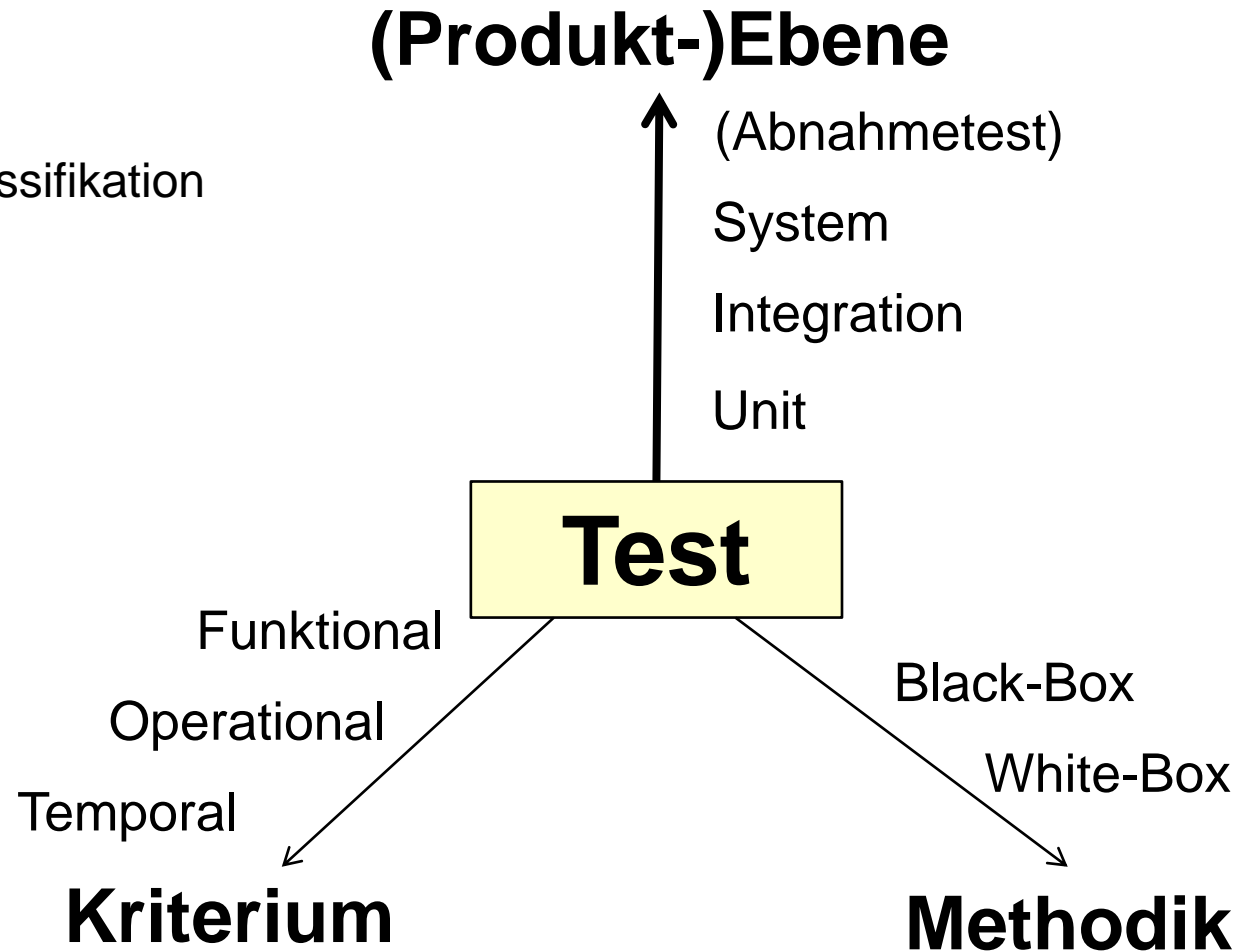 (Produkt-)Ebene
(Abnahmetest)
ssifikation
System
Integration
Unit
Test
Funktional
Black-Box
Operational
White-Box
Temporal
Kriterium
Methodik